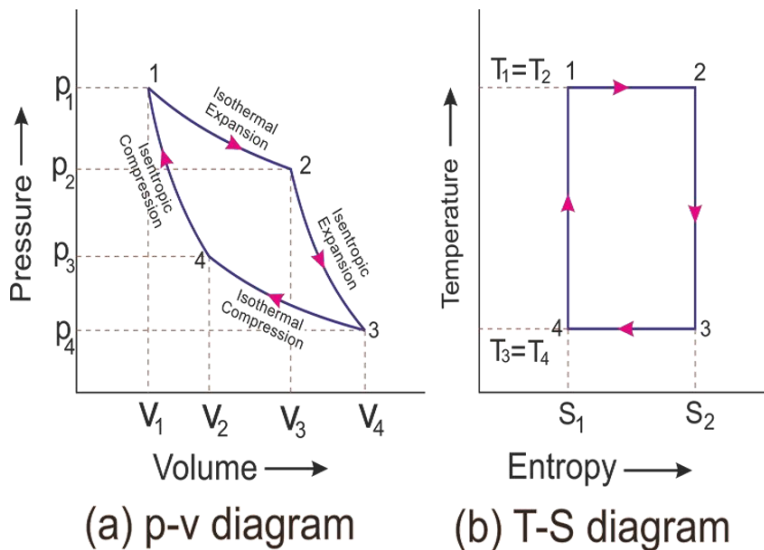 Pressure
p1
p2
p3
p4
1
2
3
4
Isothermal
Expansion
Isentropic
Expansion
Isothermal
Compression
Isentropic
Compression
V1
V2
V3
V4
Volume
(a) p-v diagram
Temperature
T1=T2
1
2
4
3
T3=T4
S1
S2
Entropy
(b) T-S diagram